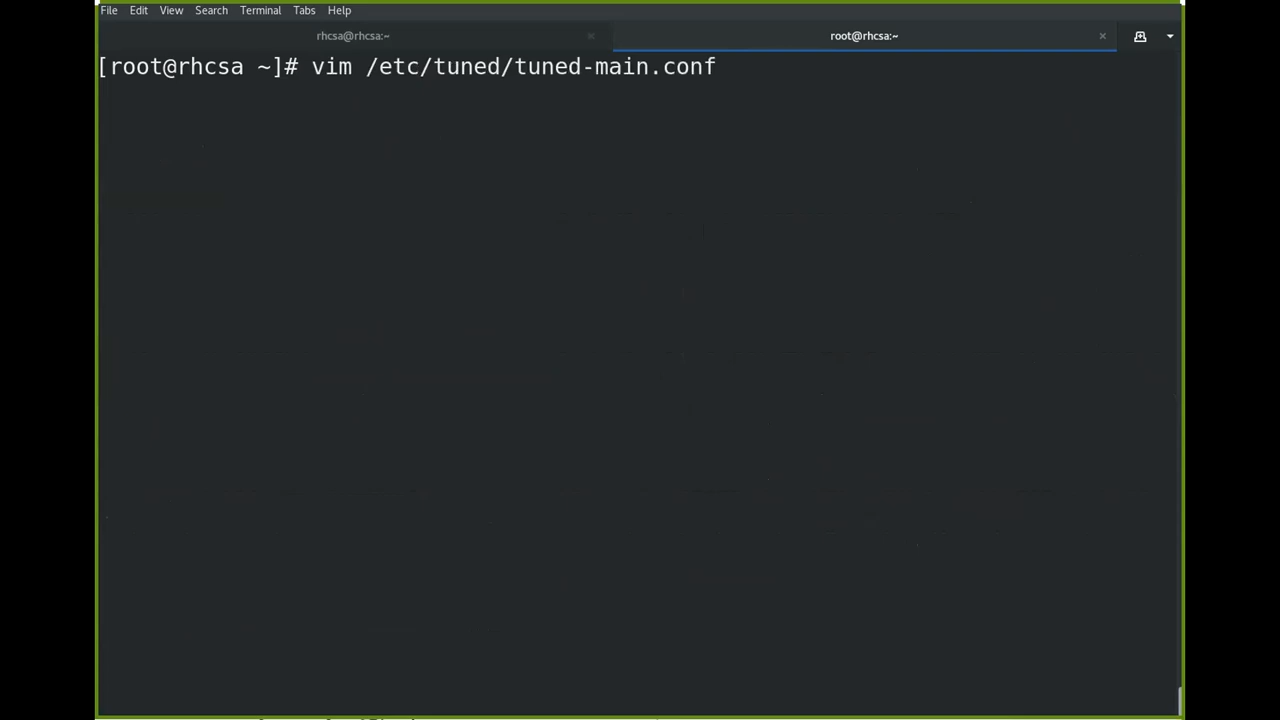 File Edit View Search Terminal Tabs Help
rhcsa@rhcsa:~ root@rhcsa:~
[root@rhcsa ~]# vim /etc/tuned/tuned-main.conf